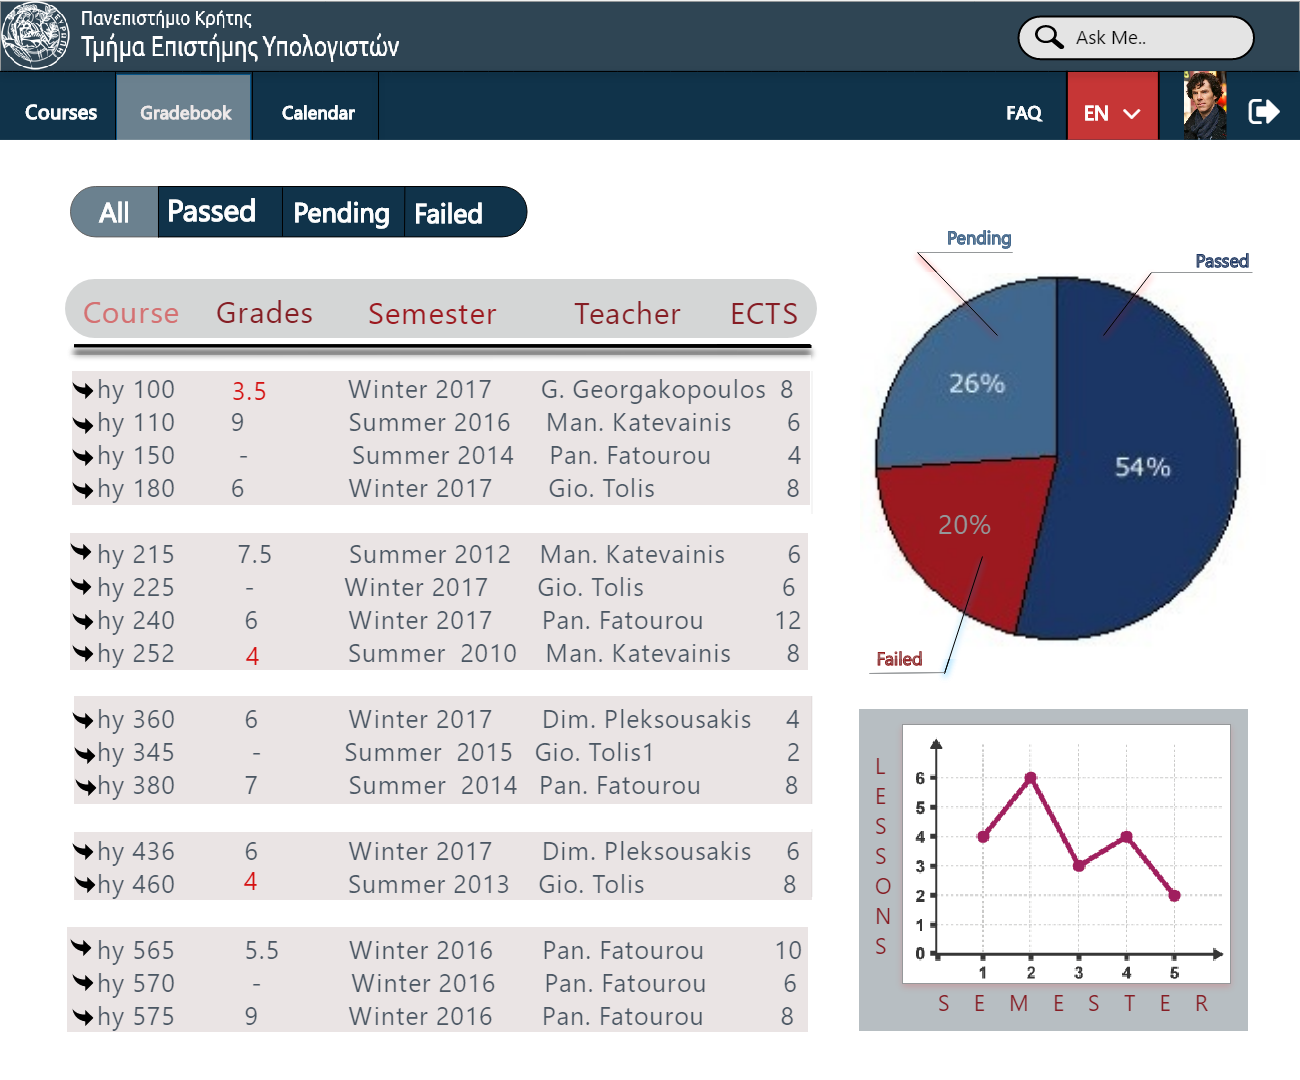 Πανεπιστήμιο Κρήτης
Τμήμα Επιστήμης Υπολογιστών
Ask Me..
Courses Gradebook Calendar FAQ EN
All Passed Pending Failed
Course Grades Semester Teacher ECTS
hy 100 3.5 Winter 2017 G. Georgakopoulos 8
hy 110 9 Summer 2016 Man. Katevainis 6
hy 150 - Summer 2014 Pan. Fatourou 4
hy 180 6 Winter 2017 Gio. Tolis 8
hy 215 7.5 Summer 2012 Man. Katevainis 6
hy 225 - Winter 2017 Gio. Tolis 6
hy 240 6 Winter 2017 Pan. Fatourou 12
hy 252 4 Summer 2010 Man. Katevainis 8
hy 360 6 Winter 2017 Dim. Pleksousakis 4
hy 345 - Summer 2015 Gio. Tolis1 2
hy 380 7 Summer 2014 Pan. Fatourou 8
hy 436 6 Winter 2017 Dim. Pleksousakis 6
hy 460 4 Summer 2013 Gio. Tolis 8
hy 565 5.5 Winter 2016 Pan. Fatourou 10
hy 570 - Winter 2016 Pan. Fatourou 6
hy 575 9 Winter 2016 Pan. Fatourou 8
Pending
Passed
26%
54%
20%
Failed
LESSONS
6
5
4
3
2
1
0
1 2 3 4 5
SEMESTER